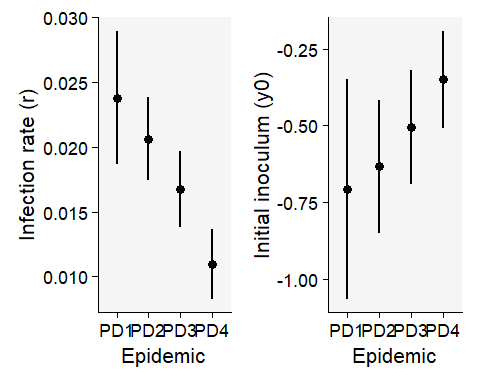 Infection rate (r)
0.030
0.025
0.020
0.015
0.010
PD1 PD2 PD3 PD4
Epidemic
Initial inoculum (y0)
-0.25
-0.50
-0.75
-1.00
PD1 PD2 PD3 PD4
Epidemic